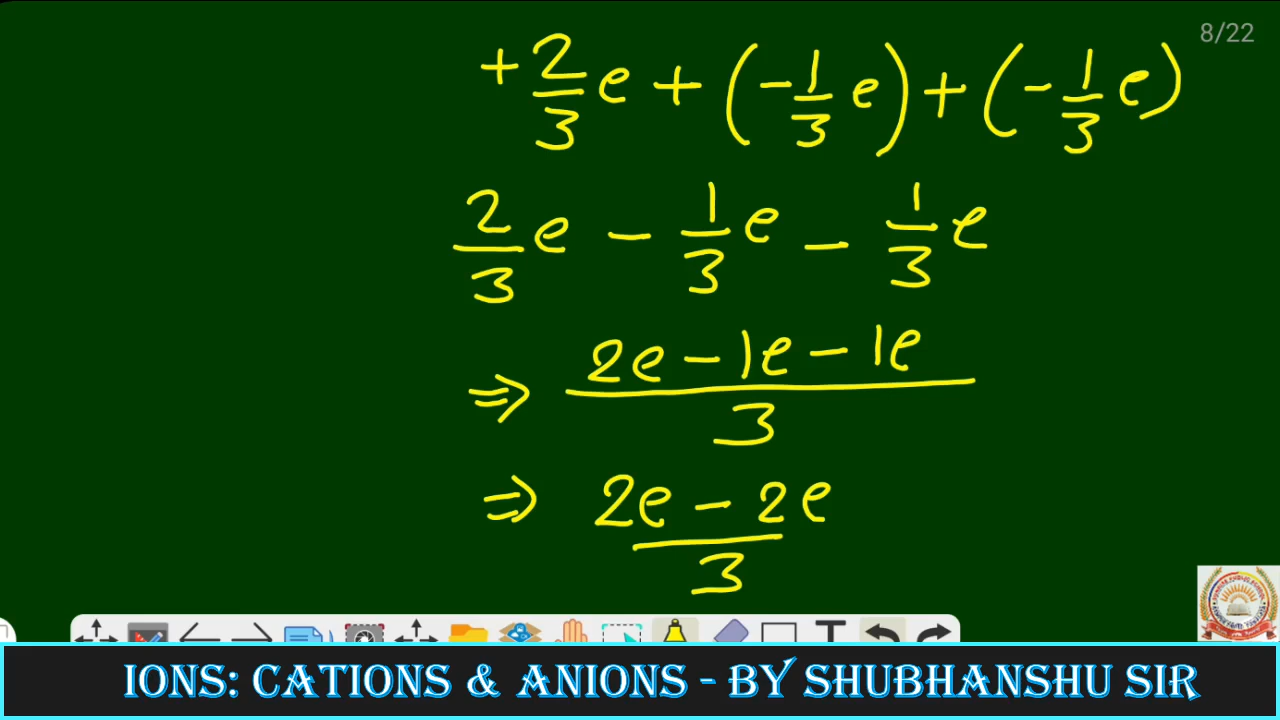 8/22
+2/3 e + (-1/3 e) + (-1/3 e)
2/3 e - 1/3 e - 1/3 e
⇒ 2e - 1e - 1e / 3
⇒ 2e - 2e / 3
T
IONS: CATIONS & ANIONS - BY SHUBHANSHU SIR